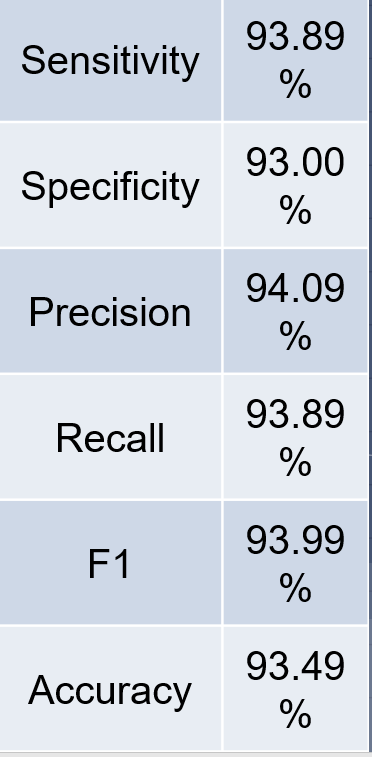 Sensitivity 93.89
%
Specificity 93.00
%
Precision 94.09
%
Recall 93.89
%
F1 93.99
%
Accuracy 93.49
%